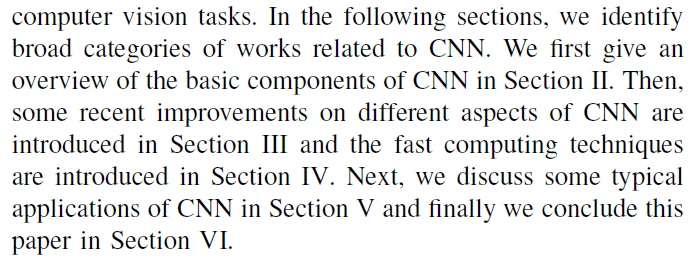 computer vision tasks. In the following sections, we identify
broad categories of works related to CNN. We first give an
overview of the basic components of CNN in Section II. Then,
some recent improvements on different aspects of CNN are
introduced in Section III and the fast computing techniques
are introduced in Section IV. Next, we discuss some typical
applications of CNN in Section V and finally we conclude this
paper in Section VI.